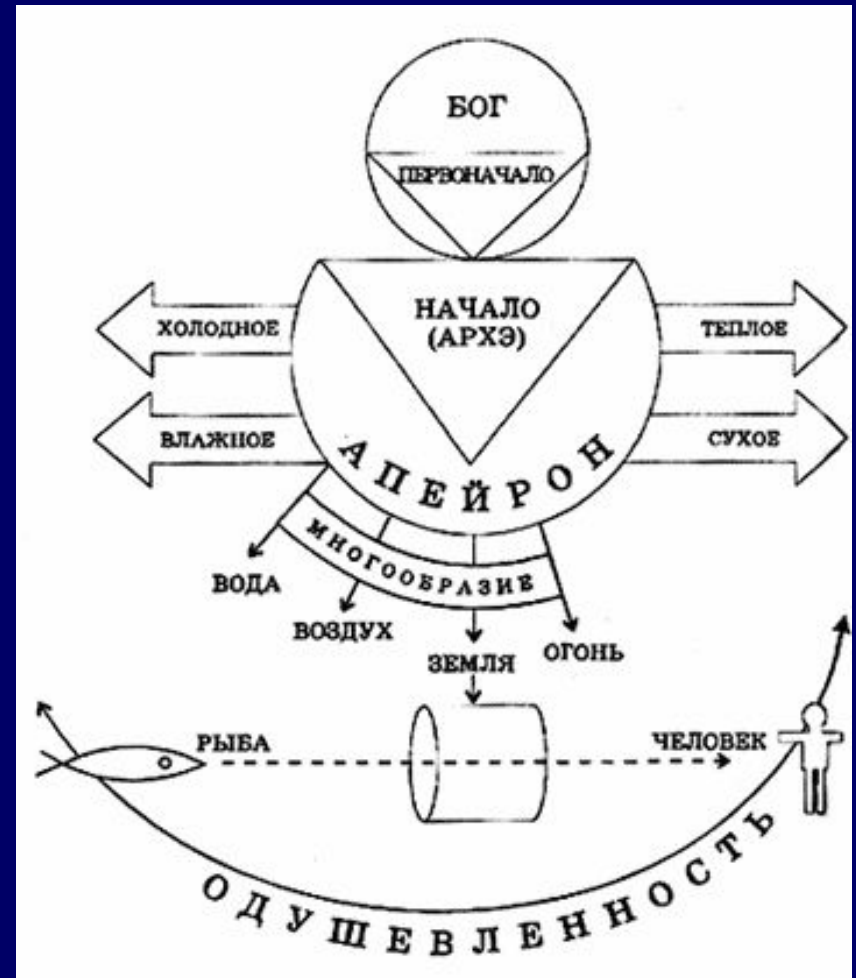 БОГ
ПЕРВОНАЧАЛО
НАЧАЛО
(АРХЭ)
ХОЛОДНОЕ
ТЕПЛОЕ
ВЛАЖНОЕ
СУХОЕ
АПЕЙРОН
МНОГООБРАЗИЕ
ВОДА
ВОЗДУХ
ЗЕМЛЯ
ОГОНЬ
РЫБА
ЧЕЛОВЕК
ОДУШЕВЛЕННОСТЬ